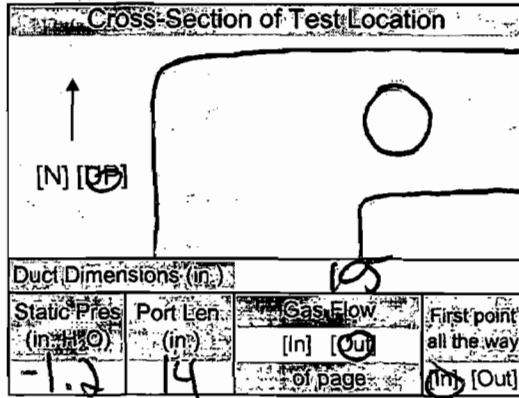 Cross-Section of Test Location
[N] [UP]
Duct Dimensions (in.)
Static Pres (in. H2O)
-1.2
Port Len. (in.)
14
Gas Flow
[In] [Out]
of page
First point all the way
[In] [Out]